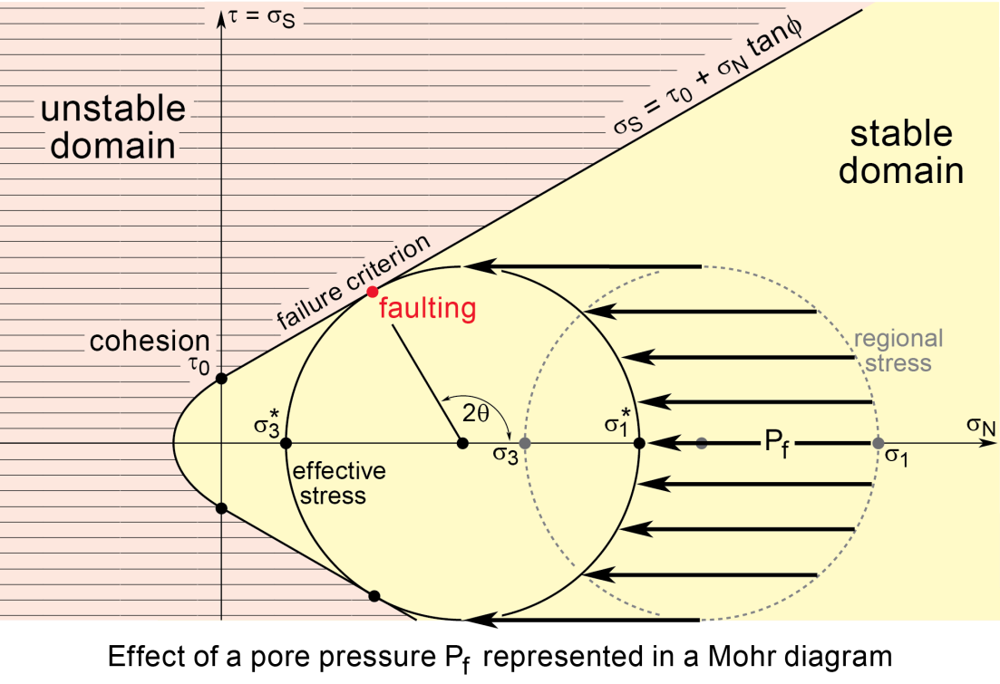 τ = σS
σS = τ0 + σN tanϕ
unstable
domain
stable
domain
failure criterion
faulting
cohesion
τ0
regional
stress
2θ
σ3*
σ1*
σN
σ3
Pf
σ1
effective
stress
Effect of a pore pressure Pf represented in a Mohr diagram